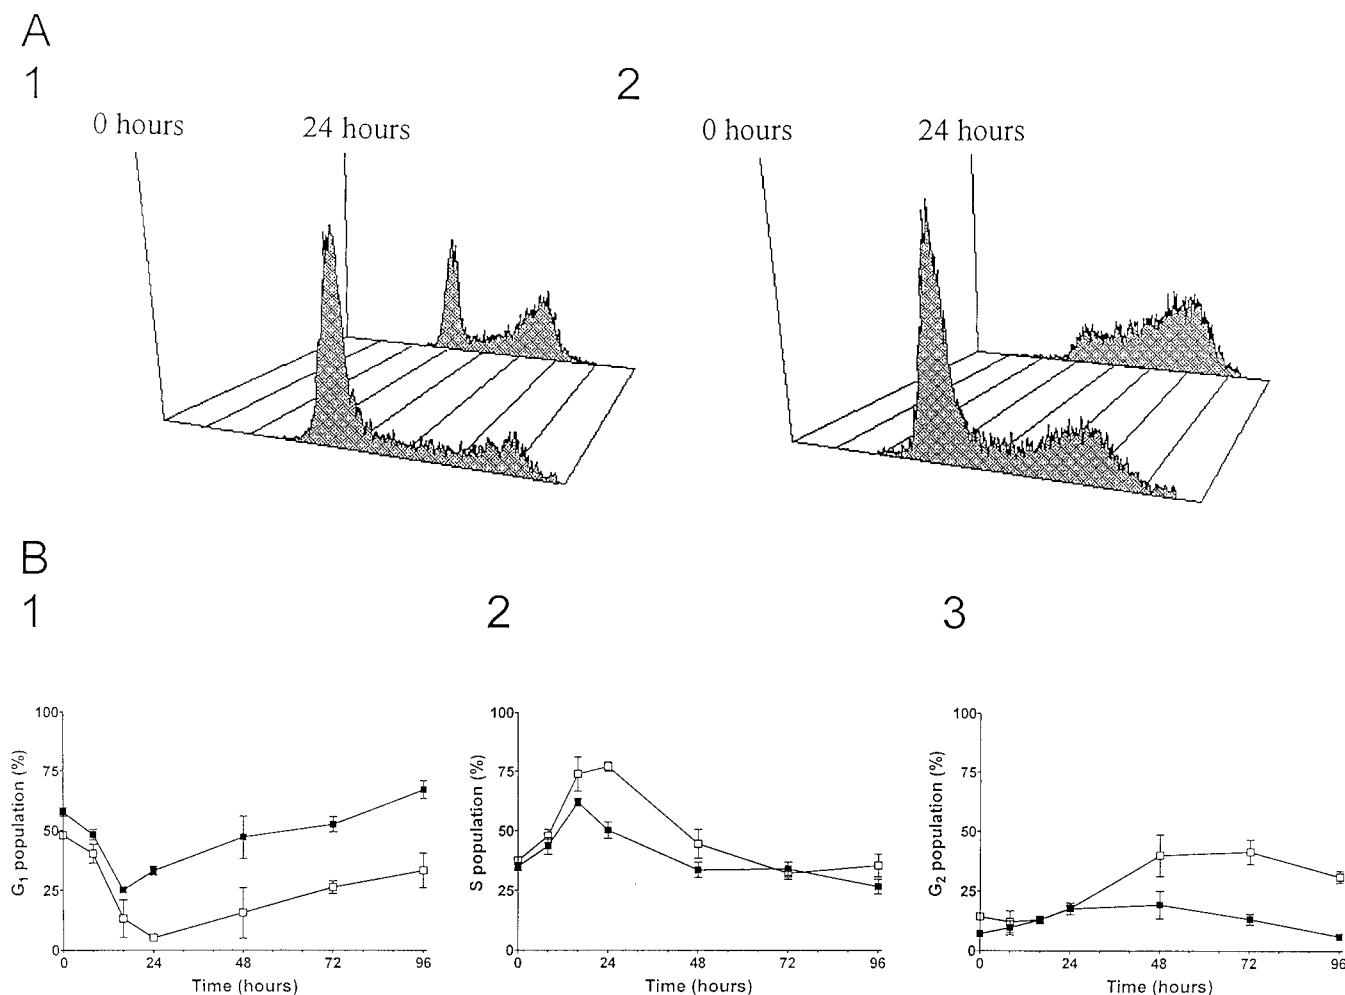 A
1
2
0 hours
24 hours
0 hours
24 hours
B
1
2
3
G1 population (%)
100
75
50
25
0
0 24 48 72 96
Time (hours)
S population (%)
100
75
50
25
0
0 24 48 72 96
Time (hours)
G2 population (%)
100
75
50
25
0
0 24 48 72 96
Time (hours)